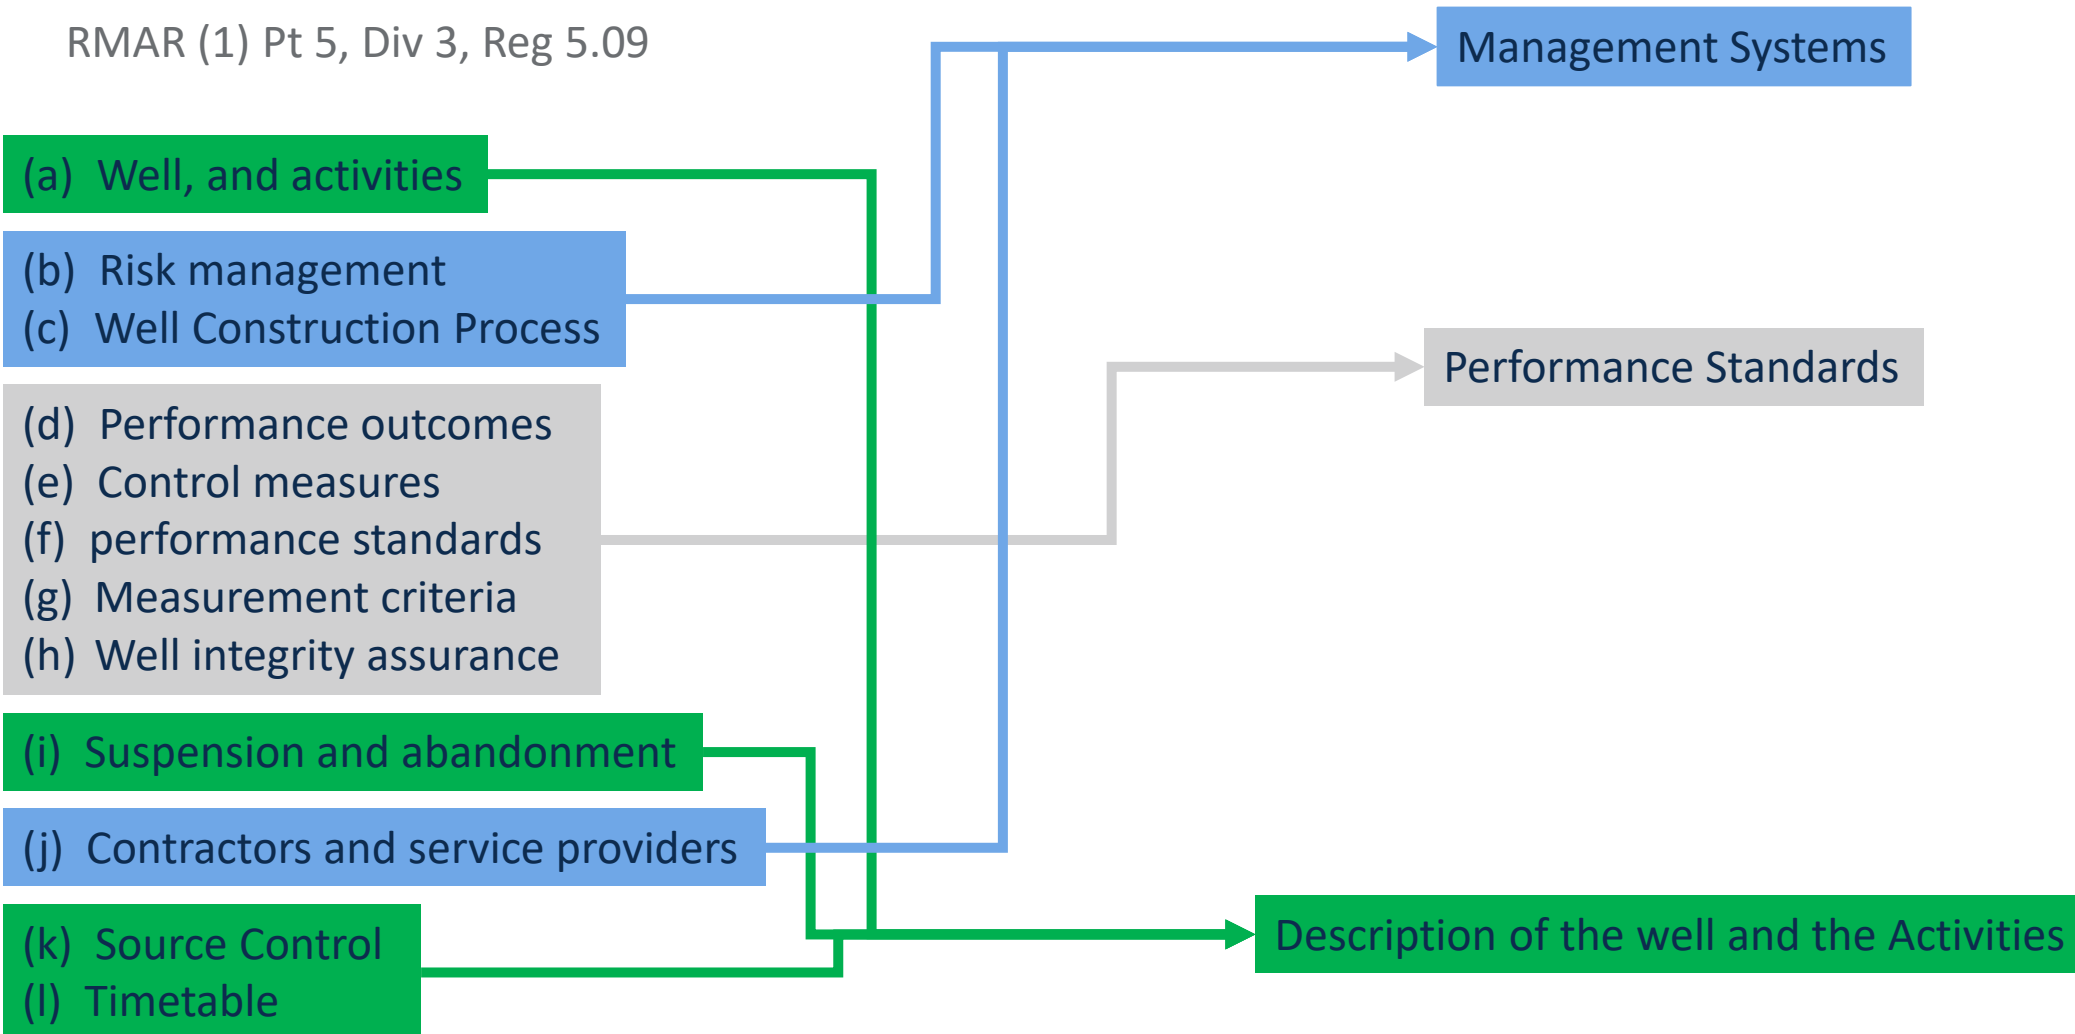 RMAR (1) Pt 5, Div 3, Reg 5.09
Management Systems
(a) Well, and activities
(b) Risk management
(c) Well Construction Process
Performance Standards
(d) Performance outcomes
(e) Control measures
(f) performance standards
(g) Measurement criteria
(h) Well integrity assurance
(i) Suspension and abandonment
(j) Contractors and service providers
(k) Source Control
(l) Timetable
Description of the well and the Activities